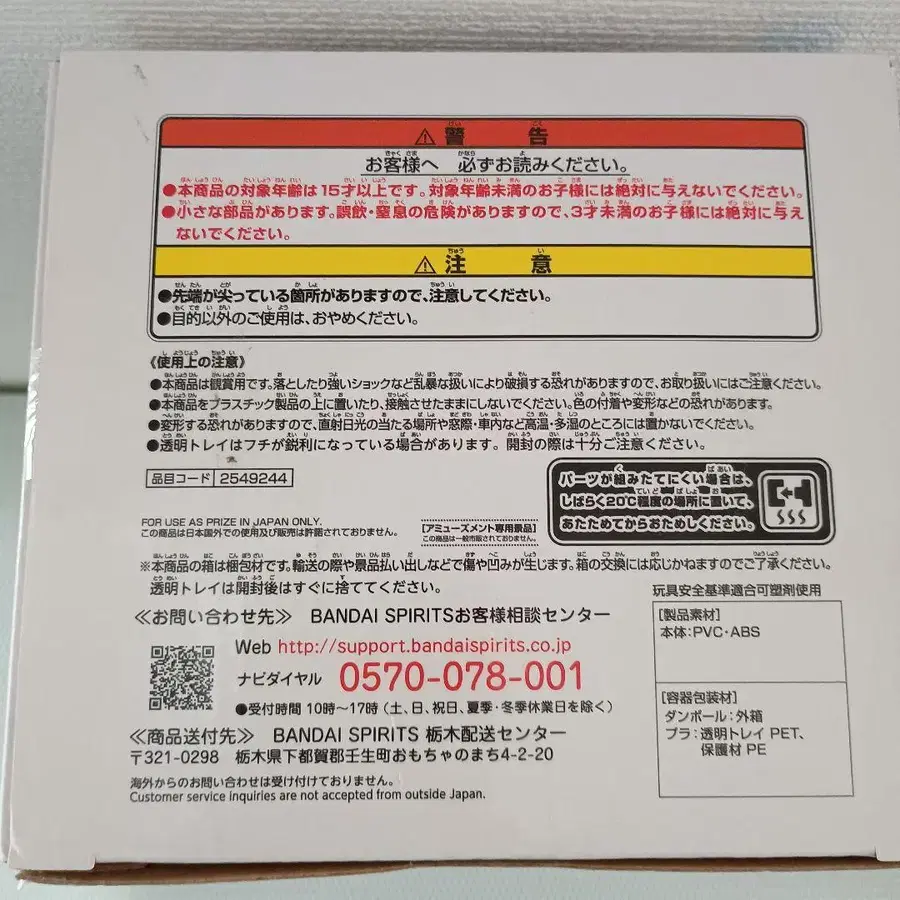 ⚠警告
お客様へ 必ずお読みください。
●本商品の対象年齢は15才以上です。対象年齢未満のお子様には絶対に与えないでください。
●小さな部品があります。誤飲・窒息の危険がありますので、3才未満のお子様には絶対に与え
ないでください。
⚠注意
●先端が尖っている箇所がありますので、注意してください。
●目的以外のご使用は、おやめください。
《使用上の注意》
●本商品は観賞用です。落としたり強いショックなど乱暴な扱いにより破損する恐れがありますので、お取り扱いにはご注意ください。
●本商品をプラスチック製品の上に置いたり、接触させたままにしないでください。色の付着や変形などの恐れがあります。
●変形する恐れがありますので、直射日光の当たる場所や窓際・車内など高温・多湿のところには置かないでください。
●透明トレイはフチが鋭利になっている場合があります。開封の際は十分ご注意ください。
品目コード 2549244
パーツが組みたてにくい場合は、
しばらく20℃程度の場所に置いて、
あたためてからおためしください。
FOR USE AS PRIZE IN JAPAN ONLY.
この商品は日本国外での使用及び販売は許諾されておりません。
[アミューズメント専用景品]
この商品は一般市販されておりません。
※本商品の箱は梱包材です。輸送の際や景品払い出しなどで傷や凹みが生じます。箱の交換には応じかねますのでご了承ください。
透明トレイは開封後はすぐに捨ててください。
≪お問い合わせ先≫ BANDAI SPIRITSお客様相談センター
Web http://support.bandaispirits.co.jp
ナビダイヤル 0570-078-001
●受付時間 10時〜17時(土、日、祝日、夏季・冬季休業日を除く)
≪商品送付先≫ BANDAI SPIRITS 栃木配送センター
〒321-0298 栃木県下都賀郡壬生町おもちゃのまち4-2-20
海外からのお問い合わせは受け付けておりません。
Customer service inquiries are not accepted from outside Japan.
玩具安全基準適合可塑剤使用
[製品素材]
本体:PVC・ABS
[容器包装材]
ダンボール:外箱
プラ:透明トレイ PET、
保護材 PE